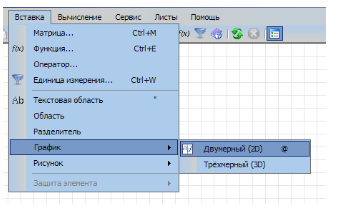 Вставка Вычисление Сервис Листы Помощь
Матрица... Ctrl+M
f(x) Функция... Ctrl+E
f(x)
Оператор...
Единица измерения... Ctrl+W
Ab Текстовая область "
Область
Разделитель
График
Двумерный (2D) @
Рисунок
Трёхмерный (3D)
Защита элемента